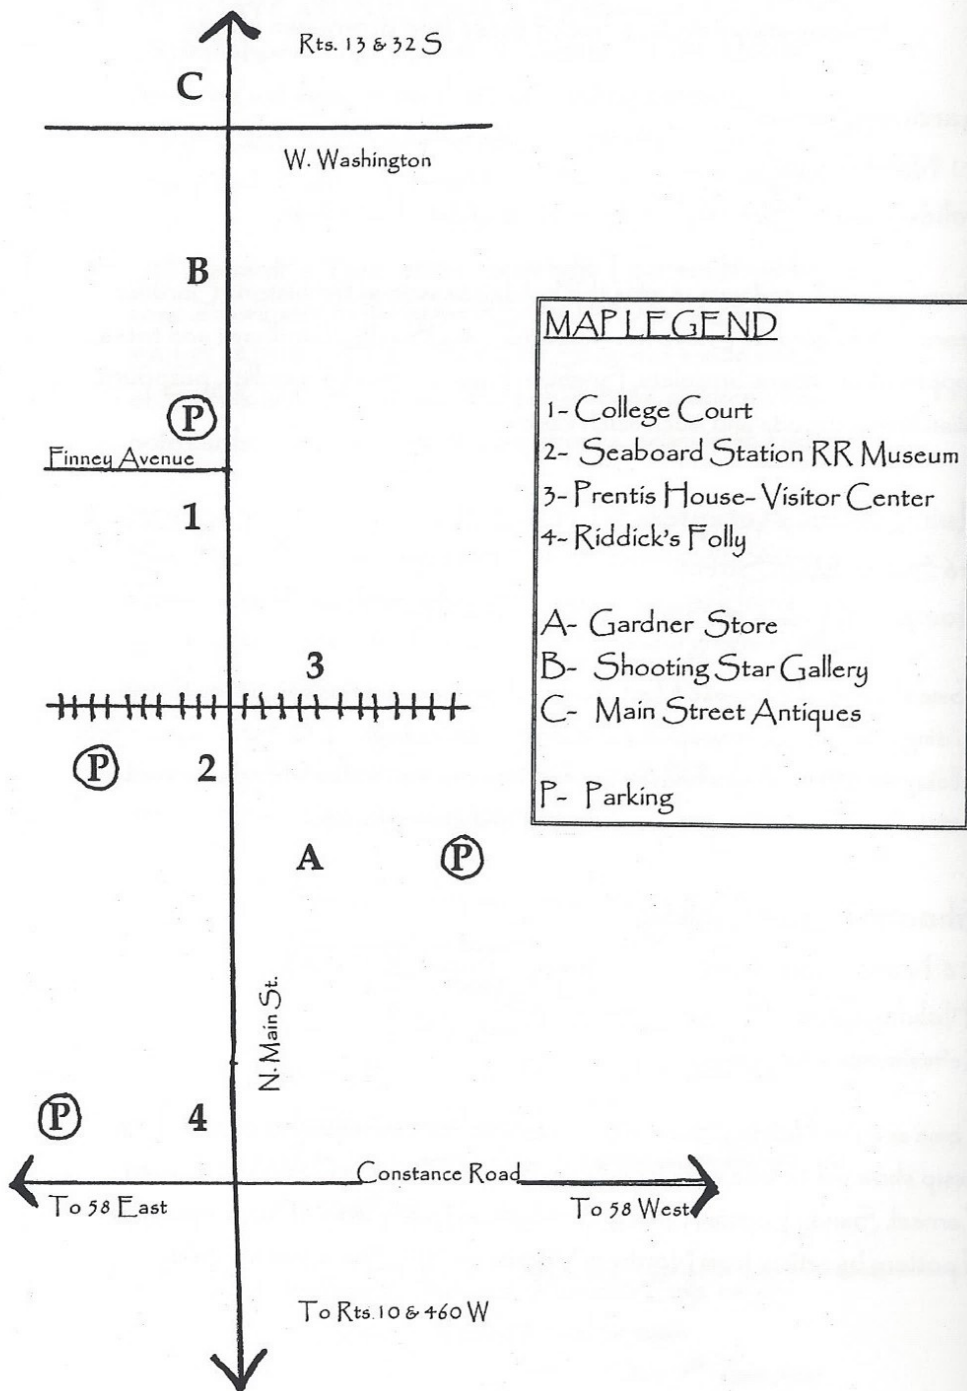 Rts. 13 & 32 S
C
W. Washington
B
P
Finney Avenue
1
3
P
2
A
P
N. Main St.
P
4
Constance Road
To 58 East
To 58 West
To Rts. 10 & 460 W
MAP LEGEND
1- College Court
2- Seaboard Station RR Museum
3- Prentis House- Visitor Center
4- Riddick's Folly
A- Gardner Store
B- Shooting Star Gallery
C- Main Street Antiques
P- Parking